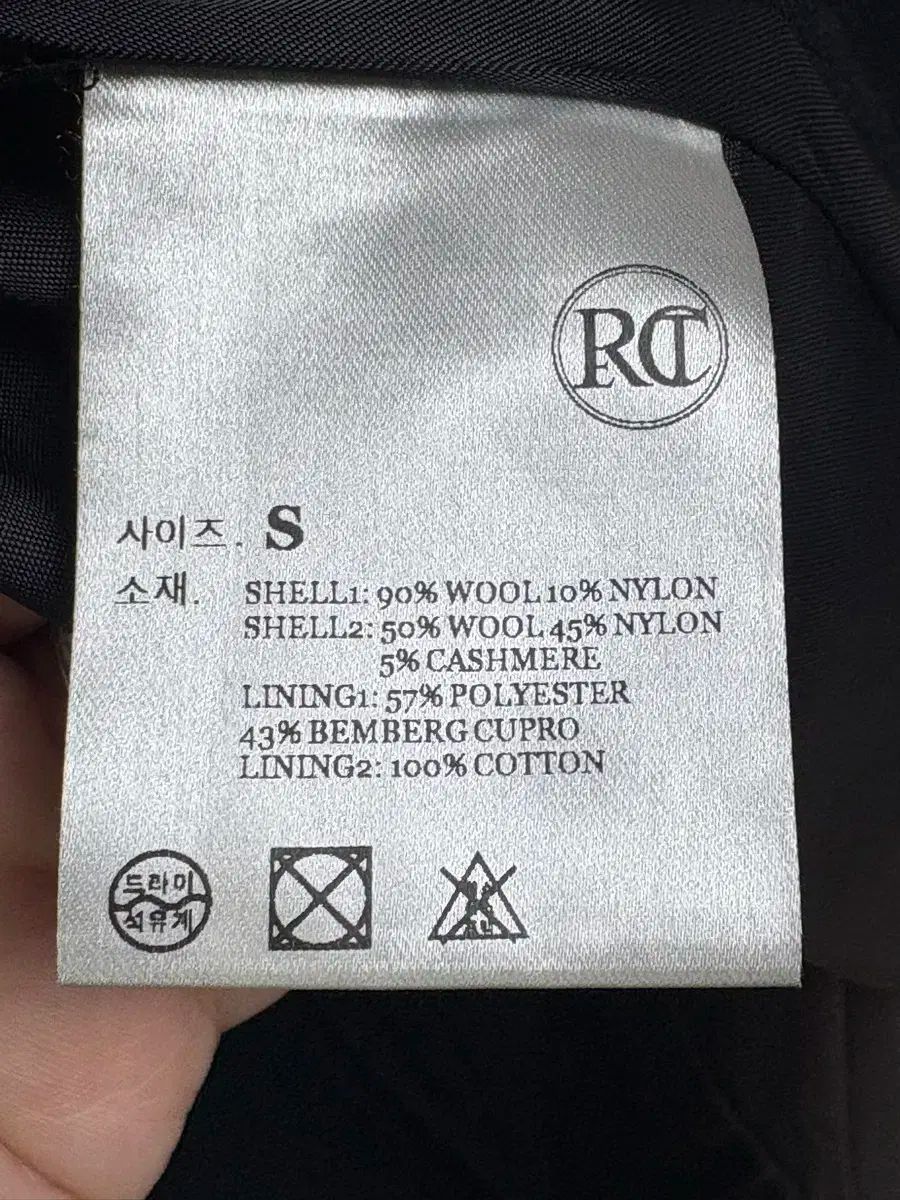 RCT
사이즈. S
소재. SHELL1: 90% WOOL 10% NYLON
SHELL2: 50% WOOL 45% NYLON
5% CASHMERE
LINING1: 57% POLYESTER
43% BEMBERG CUPRO
LINING2: 100% COTTON
드라이
석유계